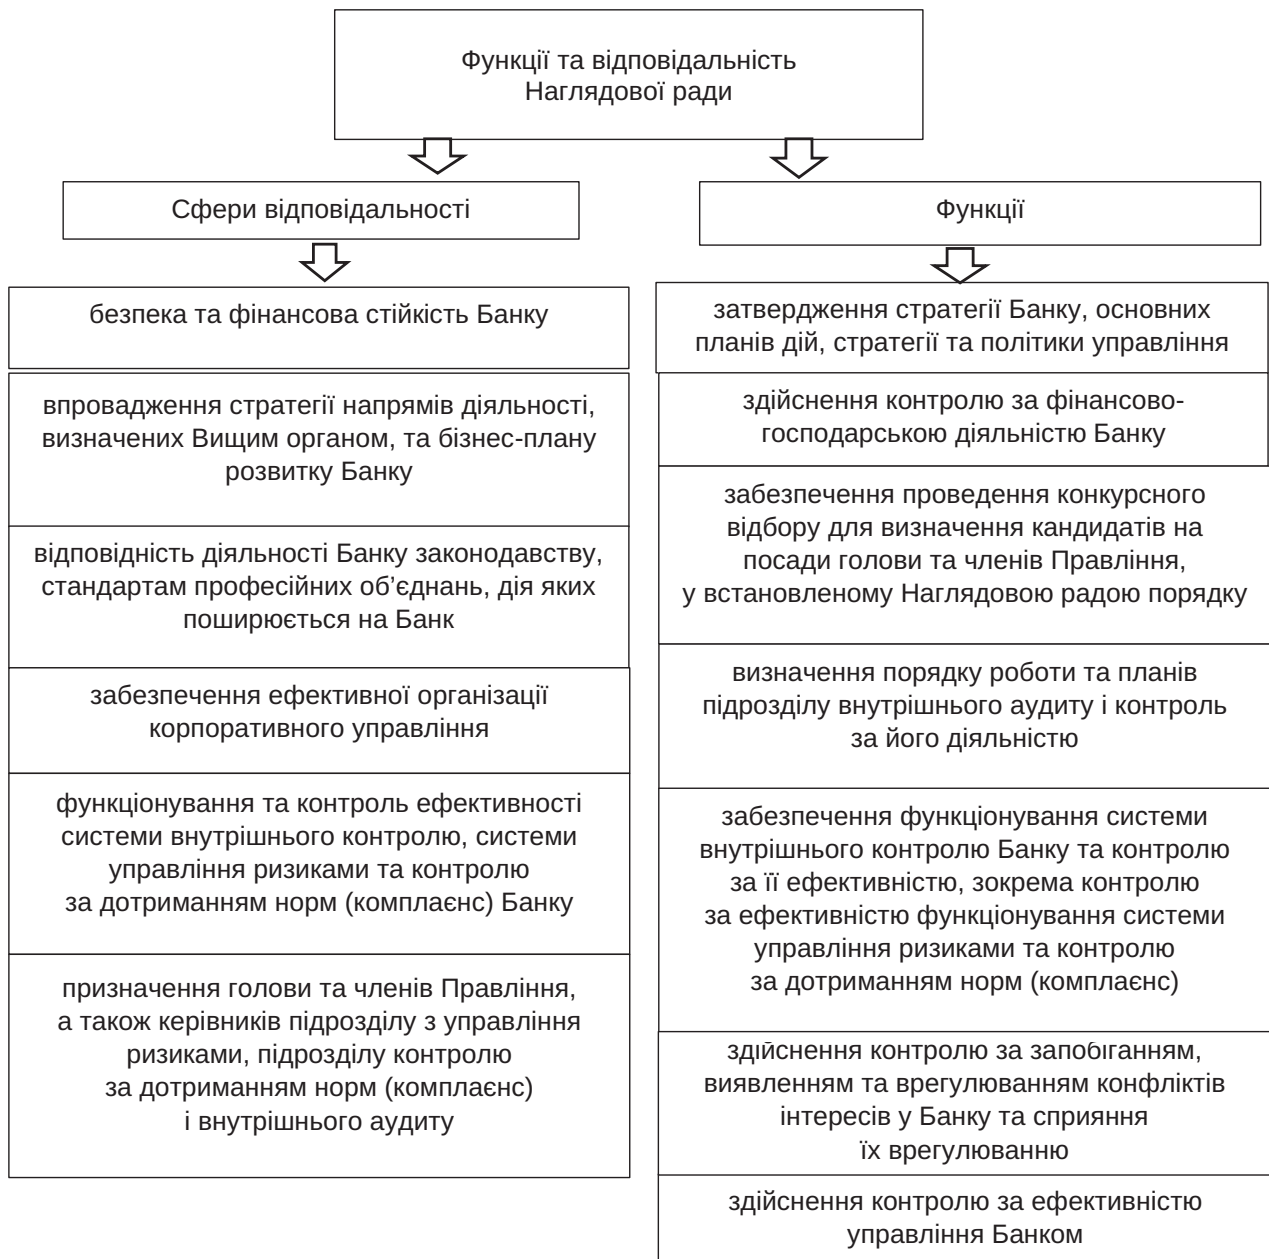 Функції та відповідальність
Наглядової ради
Сфери відповідальності
безпека та фінансова стійкість Банку
впровадження стратегії напрямів діяльності,
визначених Вищим органом, та бізнес-плану
розвитку Банку
відповідність діяльності Банку законодавству,
стандартам професійних об’єднань, дія яких
поширюється на Банк
забезпечення ефективної організації
корпоративного управління
функціонування та контроль ефективності
системи внутрішнього контролю, системи
управління ризиками та контролю
за дотриманням норм (комплаєнс) Банку
призначення голови та членів Правління,
а також керівників підрозділу з управління
ризиками, підрозділу контролю
за дотриманням норм (комплаєнс)
і внутрішнього аудиту
Функції
затвердження стратегії Банку, основних
планів дій, стратегії та політики управління
здійснення контролю за фінансово-
господарською діяльністю Банку
забезпечення проведення конкурсного
відбору для визначення кандидатів на
посади голови та членів Правління,
у встановленому Наглядовою радою порядку
визначення порядку роботи та планів
підрозділу внутрішнього аудиту і контроль
за його діяльністю
забезпечення функціонування системи
внутрішнього контролю Банку та контролю
за її ефективністю, зокрема контролю
за ефективністю функціонування системи
управління ризиками та контролю
за дотриманням норм (комплаєнс)
здійснення контролю за запобіганням,
виявленням та врегулюванням конфліктів
інтересів у Банку та сприяння
їх врегулюванню
здійснення контролю за ефективністю
управління Банком